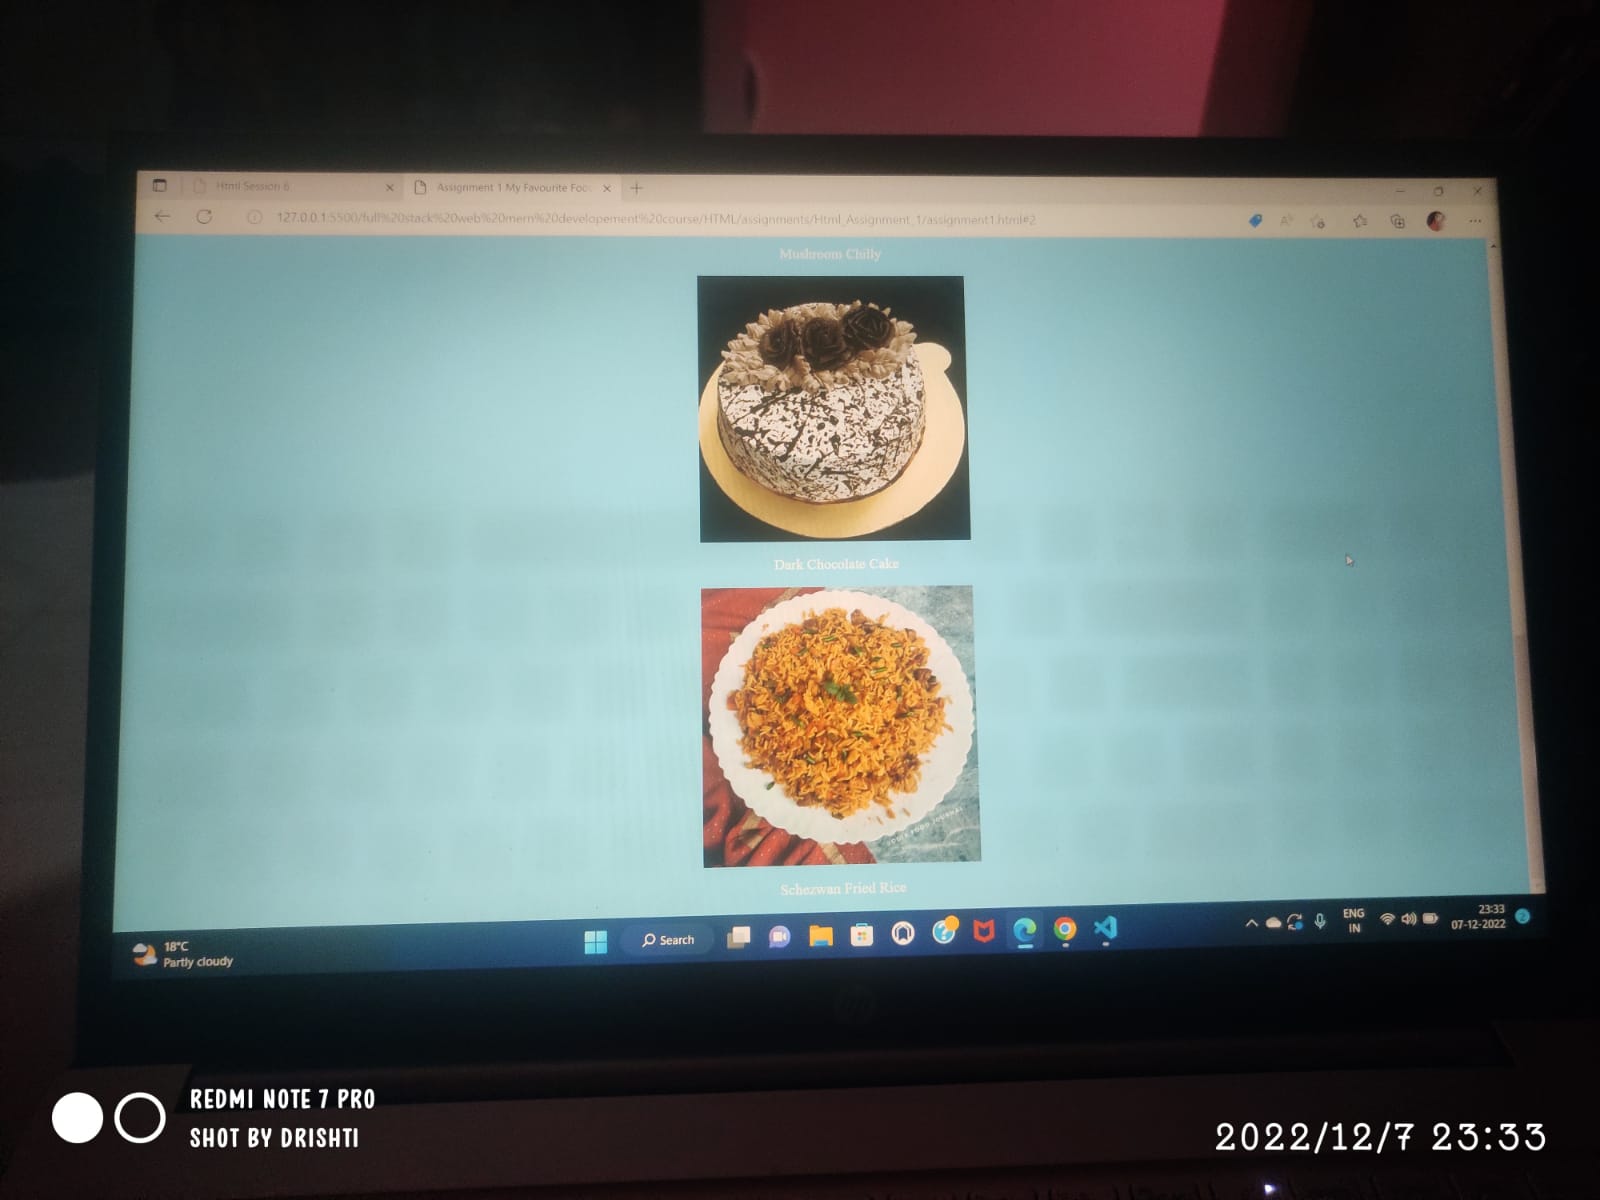 Html Session 6
Assignment 1 My Favourite Foo
127.0.0.1:5500/full%20stack%20web%20mern%20developement%20course/HTML/assignments/Html_Assignment_1/assignment1.html#2
Mushroom Chilly
Dark Chocolate Cake
Schezwan Fried Rice
18°C
Partly cloudy
Search
ENG
IN
23:33
07-12-2022
2
hp
REDMI NOTE 7 PRO
SHOT BY DRISHTI
2022/12/7 23:33